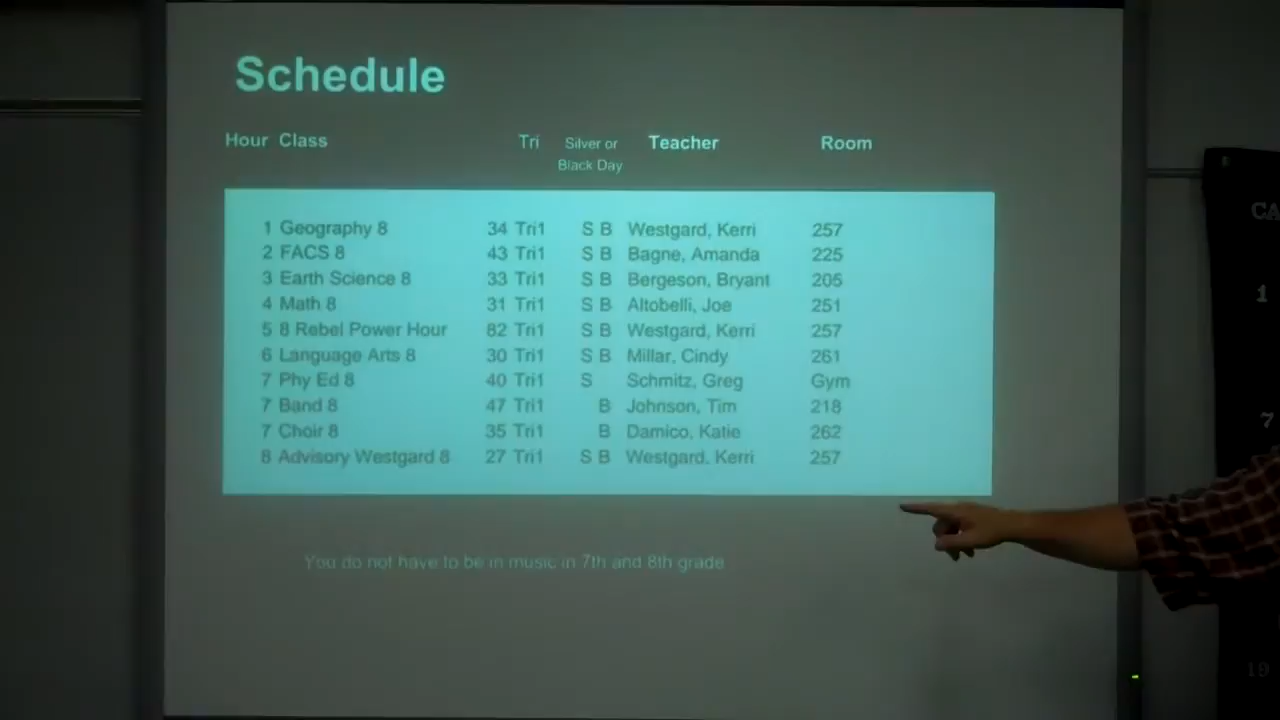 Schedule
Hour Class Tri Silver or Black Day Teacher Room
1 Geography 8 34 Tri1 S B Westgard, Kerri 257
2 FACS 8 43 Tri1 S B Bagne, Amanda 225
3 Earth Science 8 33 Tri1 S B Bergeson, Bryant 205
4 Math 8 31 Tri1 S B Altobelli, Joe 251
5 8 Rebel Power Hour 82 Tri1 S B Westgard, Kerri 257
6 Language Arts 8 30 Tri1 S B Millar, Cindy 261
7 Phy Ed 8 40 Tri1 S Schmitz, Greg Gym
7 Band 8 47 Tri1 B Johnson, Tim 218
7 Choir 8 35 Tri1 B Damico, Katie 262
8 Advisory Westgard 8 27 Tri1 S B Westgard. Kerri 257
You do not have to be in music in 7th and 8th grade
CA
1
7
19